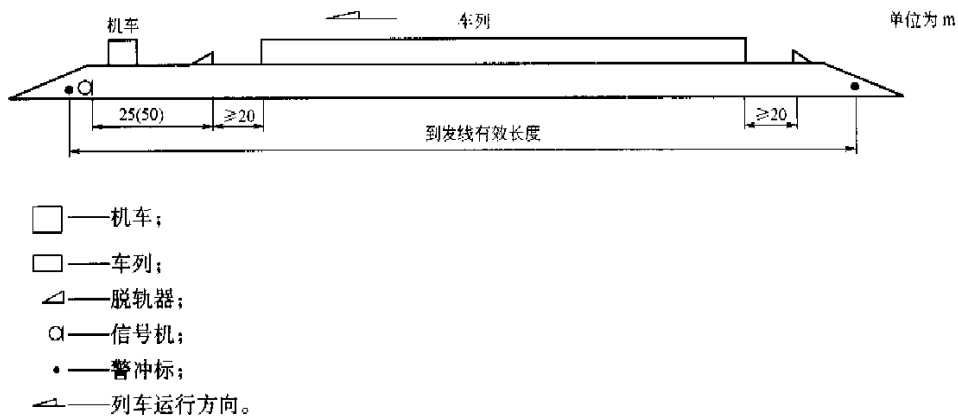 机车
车列
单位为 m
25(50)
≥20
≥20
到发线有效长度
——机车;
——车列;
——脱轨器;
——信号机;
——警冲标;
——列车运行方向。